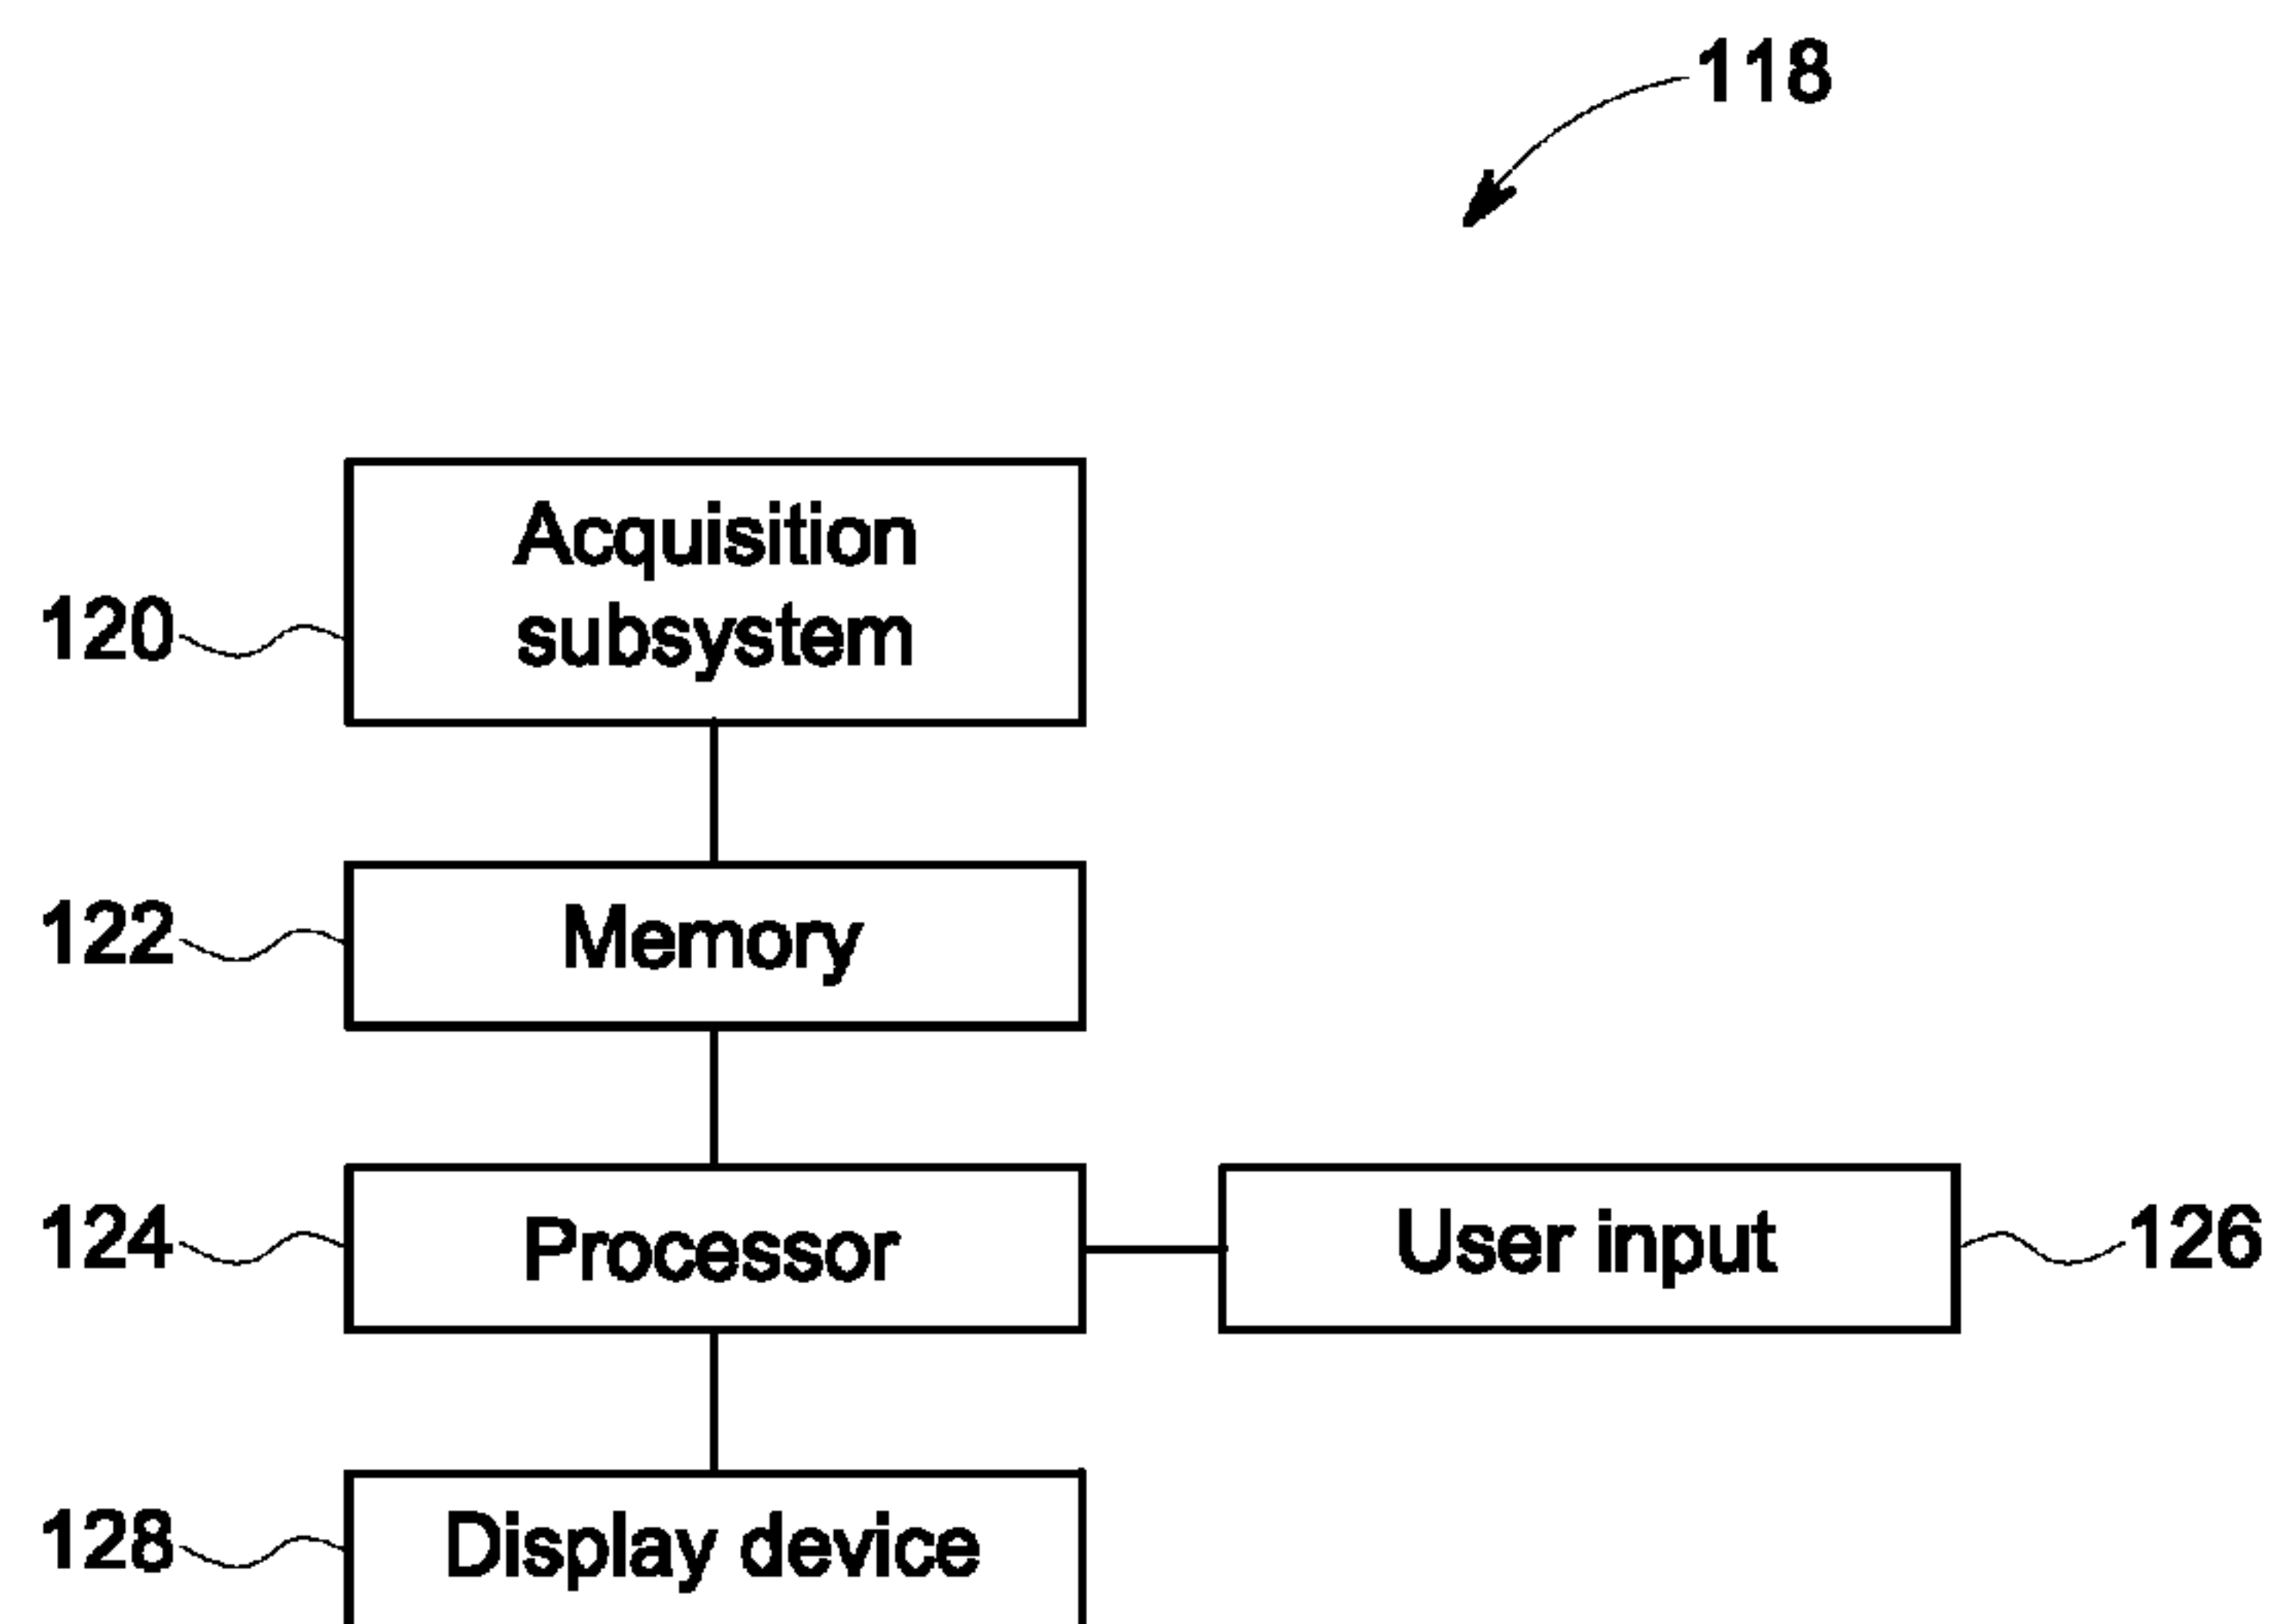 118
Acquisition
subsystem
120
122
Memory
124
Processor
User input
126
128
Display device